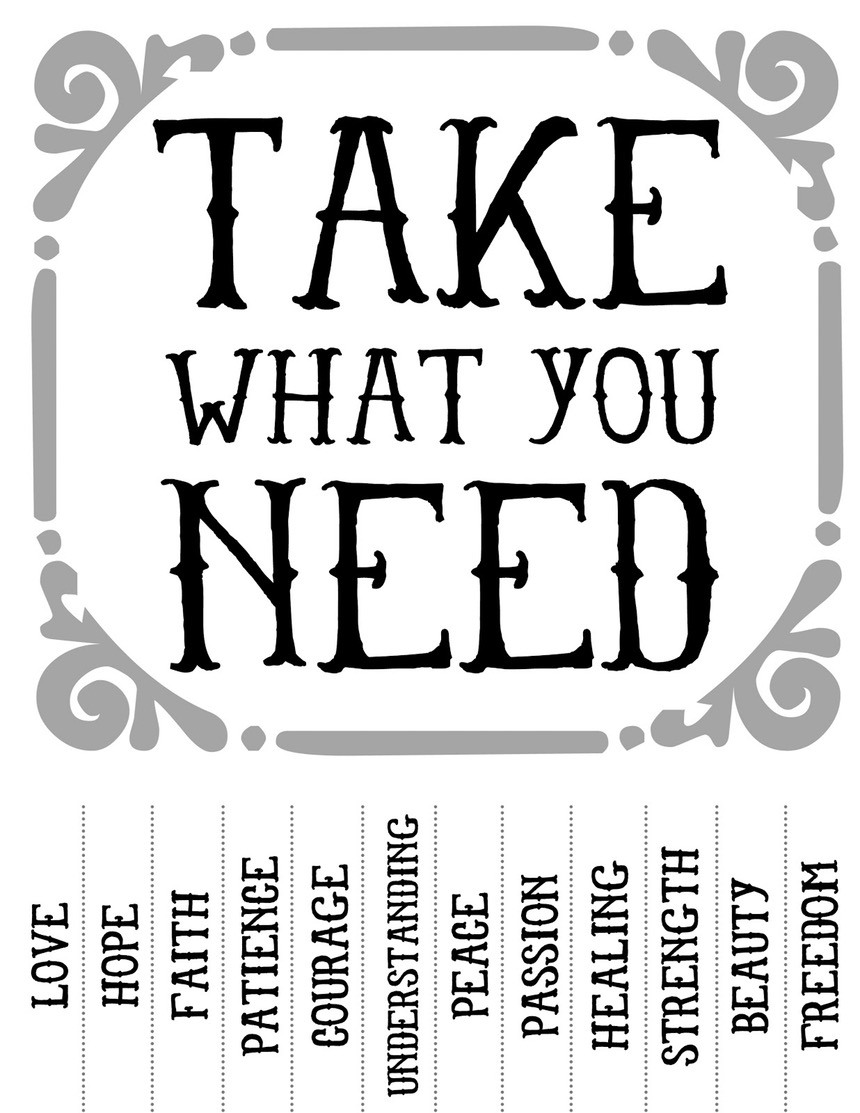 TAKE
WHAT YOU
NEED
LOVE
HOPE
FAITH
PATIENCE
COURAGE
UNDERSTANDING
PEACE
PASSION
HEALING
STRENGTH
BEAUTY
FREEDOM